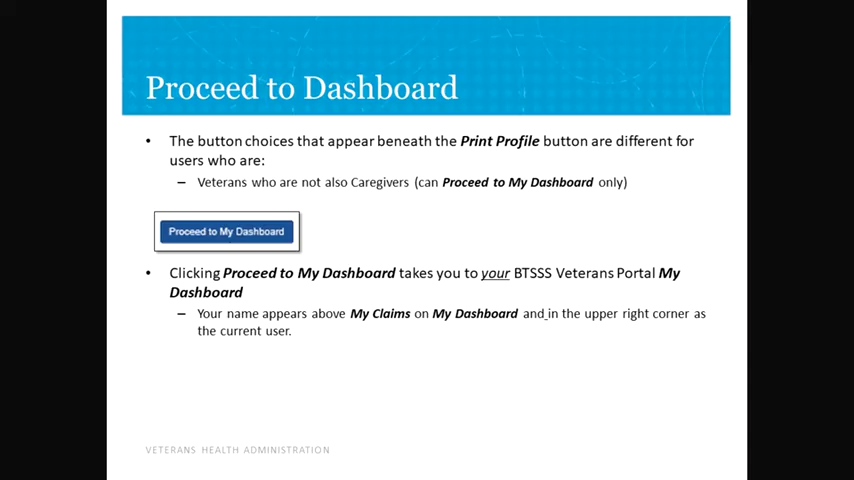 Proceed to Dashboard
• The button choices that appear beneath the Print Profile button are different for
users who are:
– Veterans who are not also Caregivers (can Proceed to My Dashboard only)
Proceed to My Dashboard
• Clicking Proceed to My Dashboard takes you to your BTSSS Veterans Portal My
Dashboard
– Your name appears above My Claims on My Dashboard and in the upper right corner as
the current user.
VETERANS HEALTH ADMINISTRATION